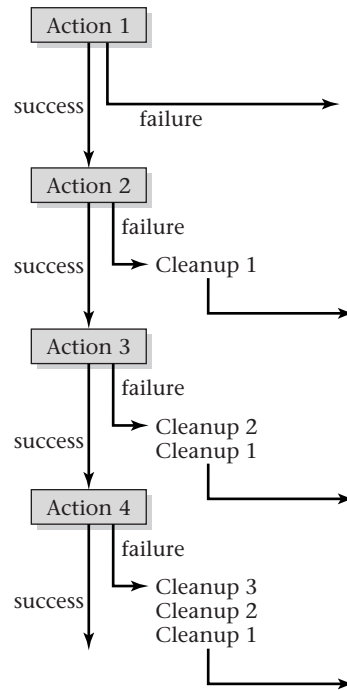 Action 1
success
failure
Action 2
failure
success
Cleanup 1
Action 3
failure
success
Cleanup 2
Cleanup 1
Action 4
failure
success
Cleanup 3
Cleanup 2
Cleanup 1